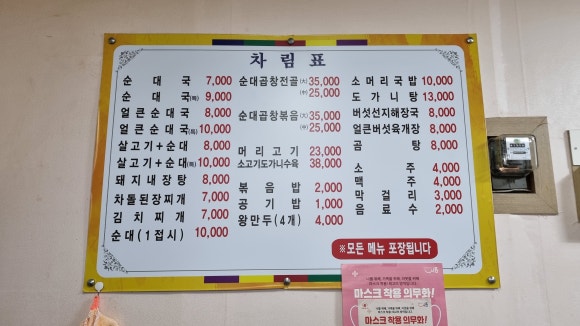 차림표
순대국 7,000
순대국(특) 9,000
얼큰순대국 8,000
얼큰순대국(특) 10,000
살고기+순대 8,000
살고기+순대(특) 10,000
돼지내장탕 8,000
차돌된장찌개 7,000
김치찌개 7,000
순대(1접시) 10,000
순대곱창전골 (大) 35,000
(中) 25,000
순대곱창볶음 (大) 35,000
(中) 25,000
머리고기 23,000
소고기도가니수육 38,000
볶음밥 2,000
공기밥 1,000
왕만두(4개) 4,000
소머리국밥 10,000
도가니탕 13,000
버섯선지해장국 8,000
얼큰버섯육개장 8,000
곰탕 8,000
소주 4,000
맥주 4,000
막걸리 3,000
음료수 2,000
※모든 메뉴 포장됩니다
마스크 착용 의무화!
마스크 착용 의무화!